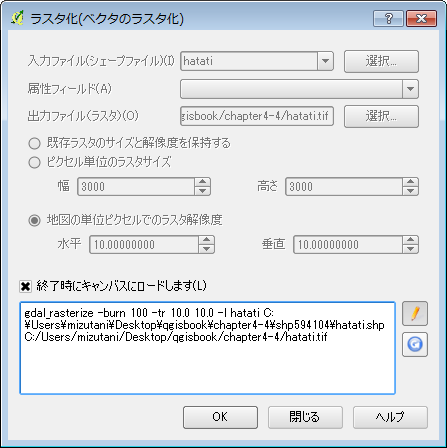 ラスタ化(ベクタのラスタ化)
入力ファイル(シェープファイル)(I) hatati 選択...
属性フィールド(A)
出力ファイル(ラスタ)(O) gisbook/chapter4-4/hatati.tif 選択...
既存ラスタのサイズと解像度を保持する
ピクセル単位のラスタサイズ
幅 3000 高さ 3000
地図の単位ピクセルでのラスタ解像度
水平 10.00000000 垂直 10.00000000
終了時にキャンバスにロードします(L)
gdal_rasterize -burn 100 -tr 10.0 10.0 -l hatati C:
¥Users¥mizutani¥Desktop¥qgisbook¥chapter4-4¥shp594104¥hatati.shp
C:/Users/mizutani/Desktop/qgisbook/chapter4-4/hatati.tif
OK 閉じる ヘルプ